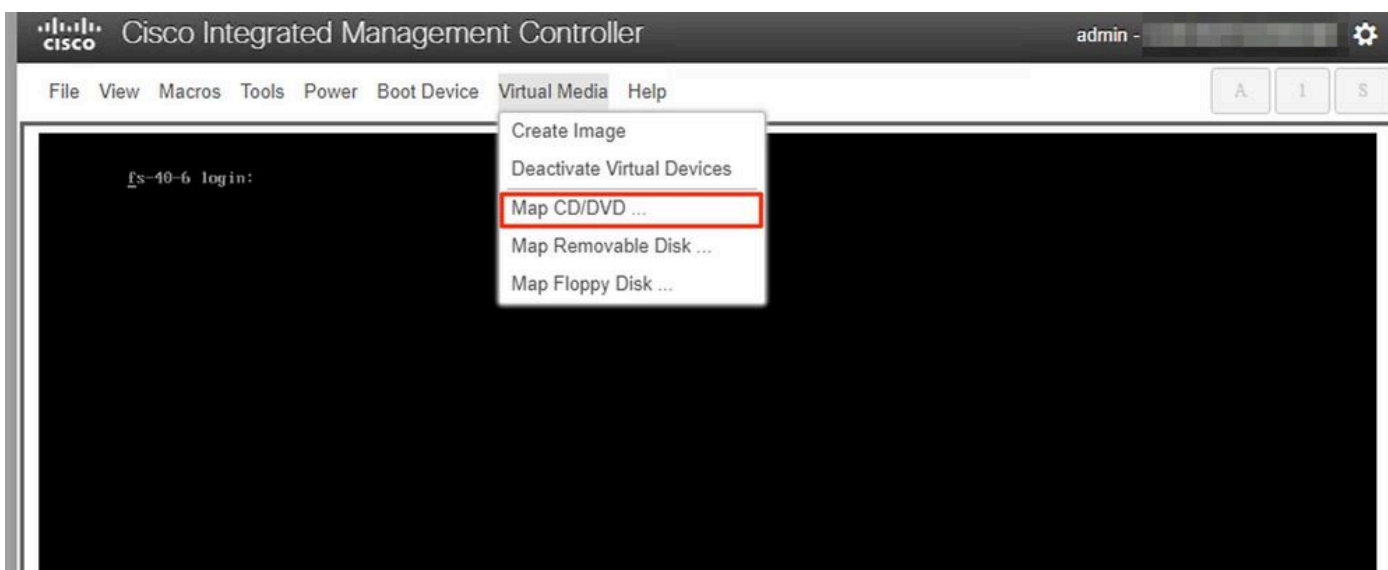 cisco Cisco Integrated Management Controller admin -
File View Macros Tools Power Boot Device Virtual Media Help A 1 S
Create Image
fs-40-6 login:
Deactivate Virtual Devices
Map CD/DVD ...
Map Removable Disk ...
Map Floppy Disk ...